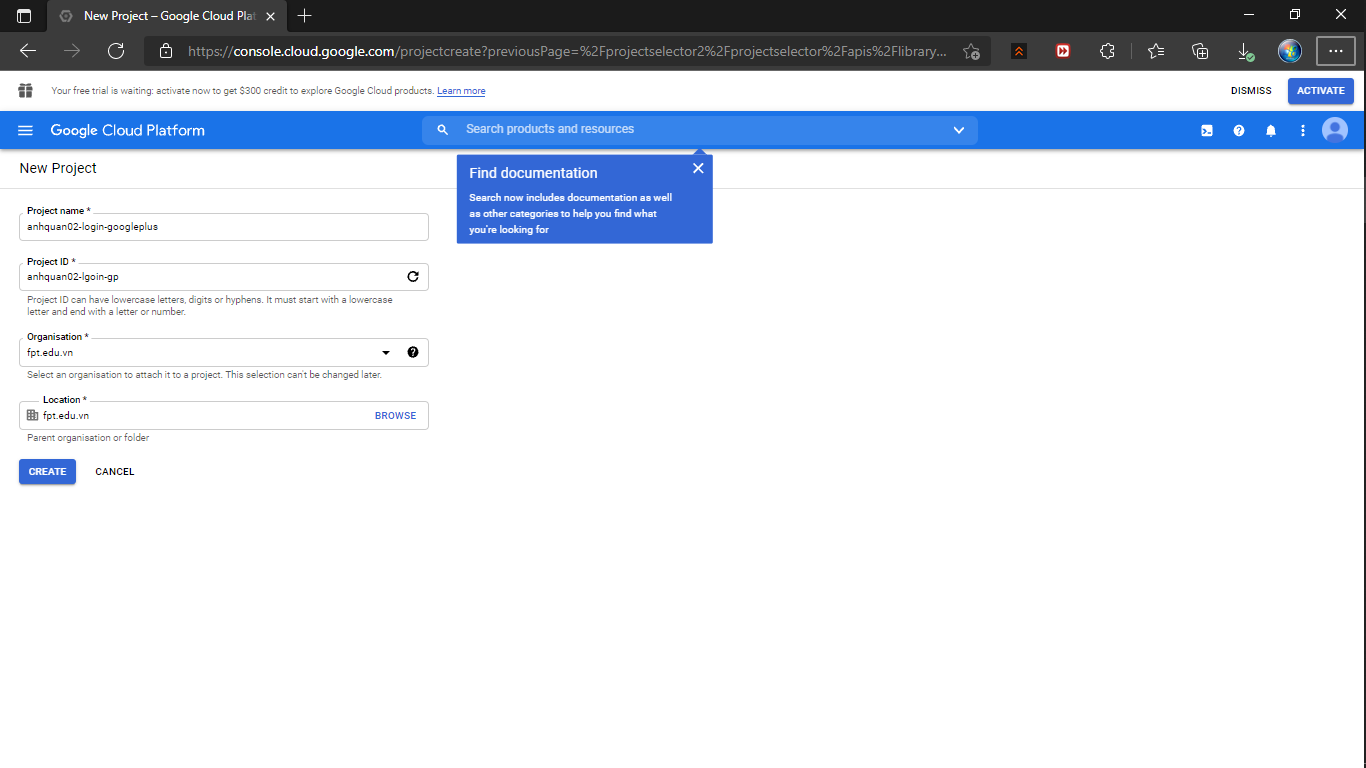 New Project – Google Cloud Plat
https://console.cloud.google.com/projectcreate?previousPage=%2Fprojectselector2%2Fprojectselector%2Fapis%2Flibrary...
Your free trial is waiting: activate now to get $300 credit to explore Google Cloud products. Learn more
DISMISS
ACTIVATE
Google Cloud Platform
Search products and resources
New Project
Find documentation
Search now includes documentation as well
as other categories to help you find what
you're looking for
Project name *
anhquan02-login-googleplus
Project ID *
anhquan02-lgoin-gp
Project ID can have lowercase letters, digits or hyphens. It must start with a lowercase
letter and end with a letter or number.
Organisation *
fpt.edu.vn
Select an organisation to attach it to a project. This selection can't be changed later.
Location *
fpt.edu.vn
BROWSE
Parent organisation or folder
CREATE
CANCEL